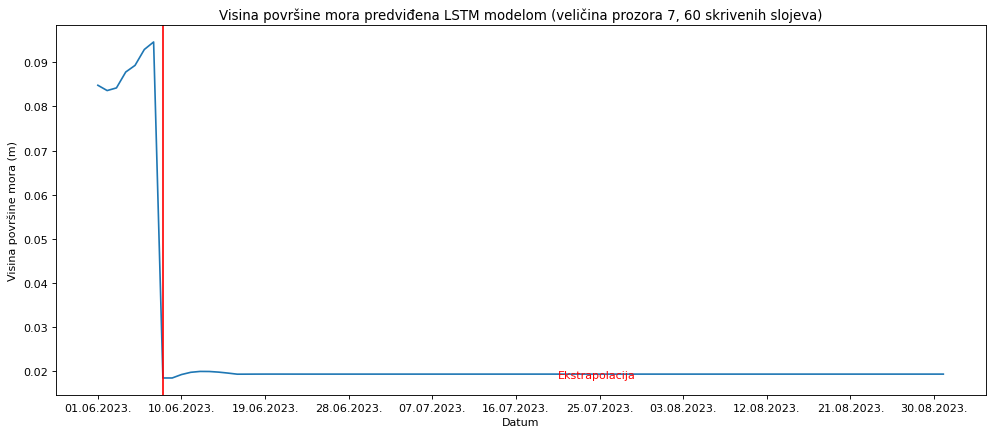 Visina površine mora predviđena LSTM modelom (veličina prozora 7, 60 skrivenih slojeva)
Visina površine mora (m)
0.09
0.08
0.07
0.06
0.05
0.04
0.03
0.02
Ekstrapolacija
01.06.2023. 10.06.2023. 19.06.2023. 28.06.2023. 07.07.2023. 16.07.2023. 25.07.2023. 03.08.2023. 12.08.2023. 21.08.2023. 30.08.2023.
Datum